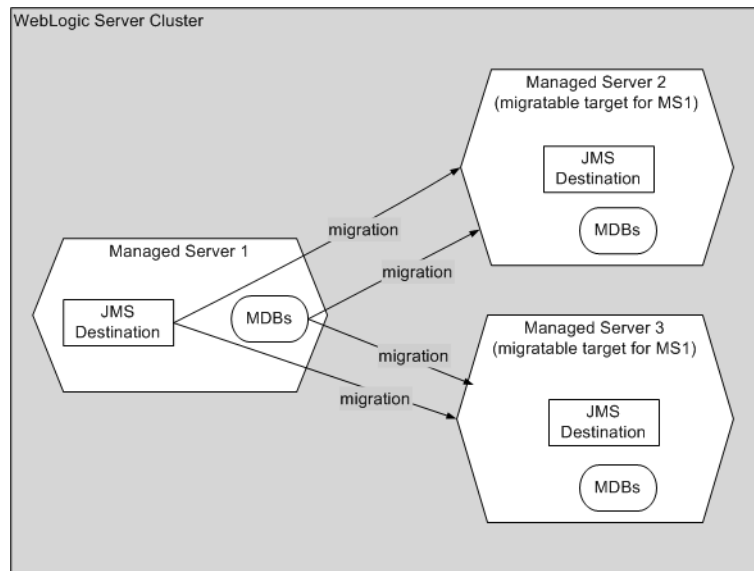 WebLogic Server Cluster
Managed Server 2
(migratable target for MS1)
JMS
Destination
MDBs
migration
migration
Managed Server 1
JMS
Destination
MDBs
migration
migration
Managed Server 3
(migratable target for MS1)
JMS
Destination
MDBs